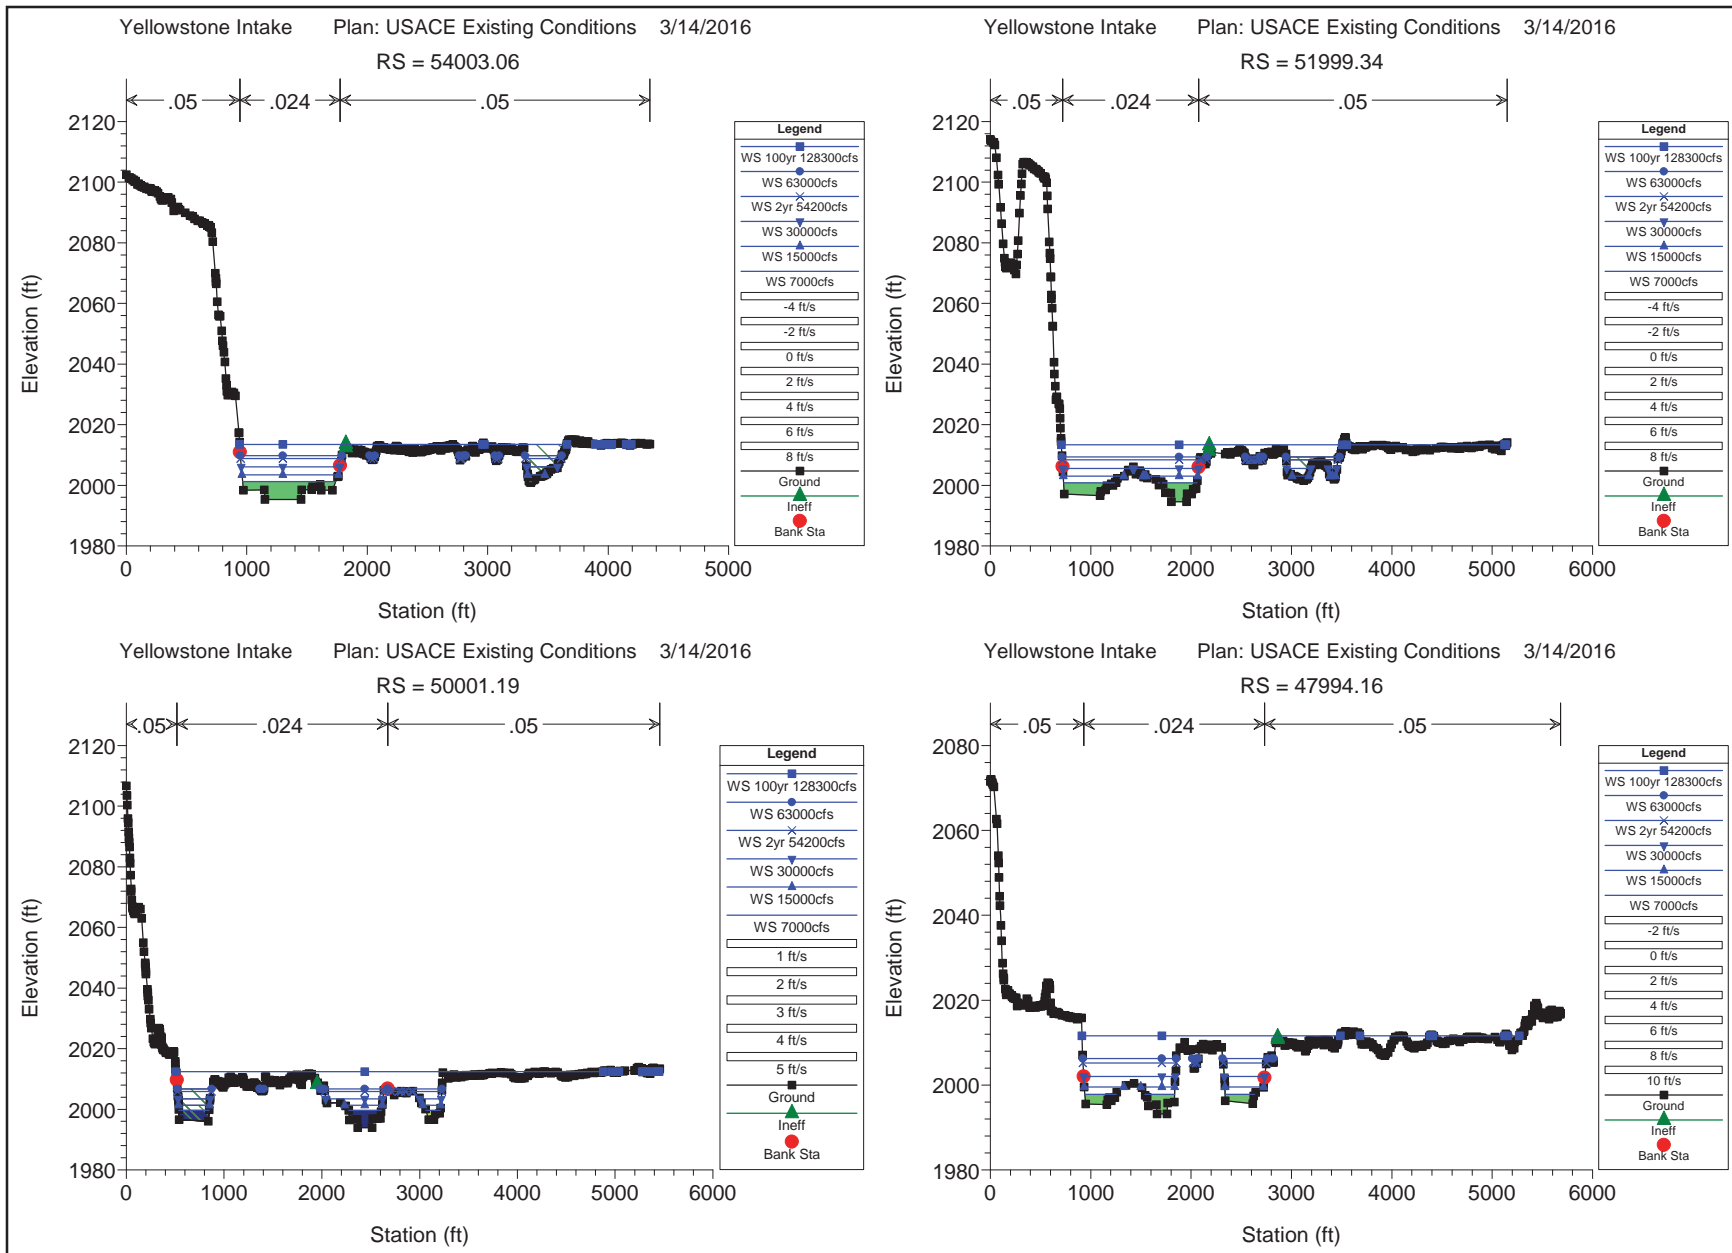 Yellowstone Intake Plan: USACE Existing Conditions 3/14/2016
RS = 54003.06
.05 .024 .05
2120
2100
2080
2060
2040
2020
2000
1980
Elevation (ft)
0 1000 2000 3000 4000 5000
Station (ft)
Legend
WS 100yr 128300cfs
WS 63000cfs
WS 2yr 54200cfs
WS 30000cfs
WS 15000cfs
WS 7000cfs
-4 ft/s
-2 ft/s
0 ft/s
2 ft/s
4 ft/s
6 ft/s
8 ft/s
Ground
Ineff
Bank Sta
Yellowstone Intake Plan: USACE Existing Conditions 3/14/2016
RS = 51999.34
.05 .024 .05
2120
2100
2080
2060
2040
2020
2000
1980
Elevation (ft)
0 1000 2000 3000 4000 5000 6000
Station (ft)
Legend
WS 100yr 128300cfs
WS 63000cfs
WS 2yr 54200cfs
WS 30000cfs
WS 15000cfs
WS 7000cfs
-4 ft/s
-2 ft/s
0 ft/s
2 ft/s
4 ft/s
6 ft/s
8 ft/s
Ground
Ineff
Bank Sta
Yellowstone Intake Plan: USACE Existing Conditions 3/14/2016
RS = 50001.19
.05 .024 .05
2120
2100
2080
2060
2040
2020
2000
1980
Elevation (ft)
0 1000 2000 3000 4000 5000 6000
Station (ft)
Legend
WS 100yr 128300cfs
WS 63000cfs
WS 2yr 54200cfs
WS 30000cfs
WS 15000cfs
WS 7000cfs
1 ft/s
2 ft/s
3 ft/s
4 ft/s
5 ft/s
Ground
Ineff
Bank Sta
Yellowstone Intake Plan: USACE Existing Conditions 3/14/2016
RS = 47994.16
.05 .024 .05
2080
2060
2040
2020
2000
1980
Elevation (ft)
0 1000 2000 3000 4000 5000 6000
Station (ft)
Legend
WS 100yr 128300cfs
WS 63000cfs
WS 2yr 54200cfs
WS 30000cfs
WS 15000cfs
WS 7000cfs
-2 ft/s
0 ft/s
2 ft/s
4 ft/s
6 ft/s
8 ft/s
10 ft/s
Ground
Ineff
Bank Sta